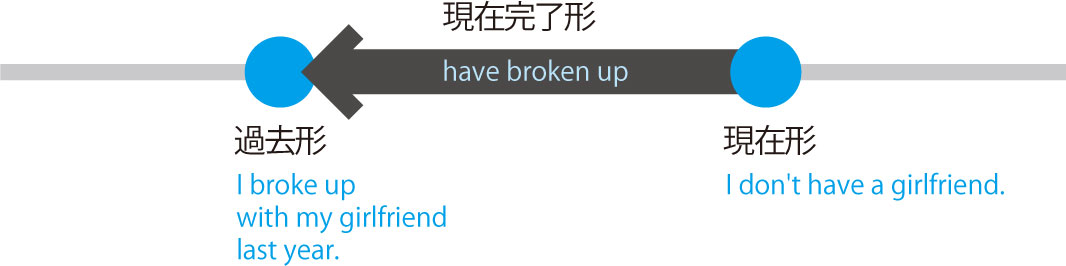 現在完了形
have broken up
過去形
I broke up
with my girlfriend
last year.
現在形
I don't have a girlfriend.